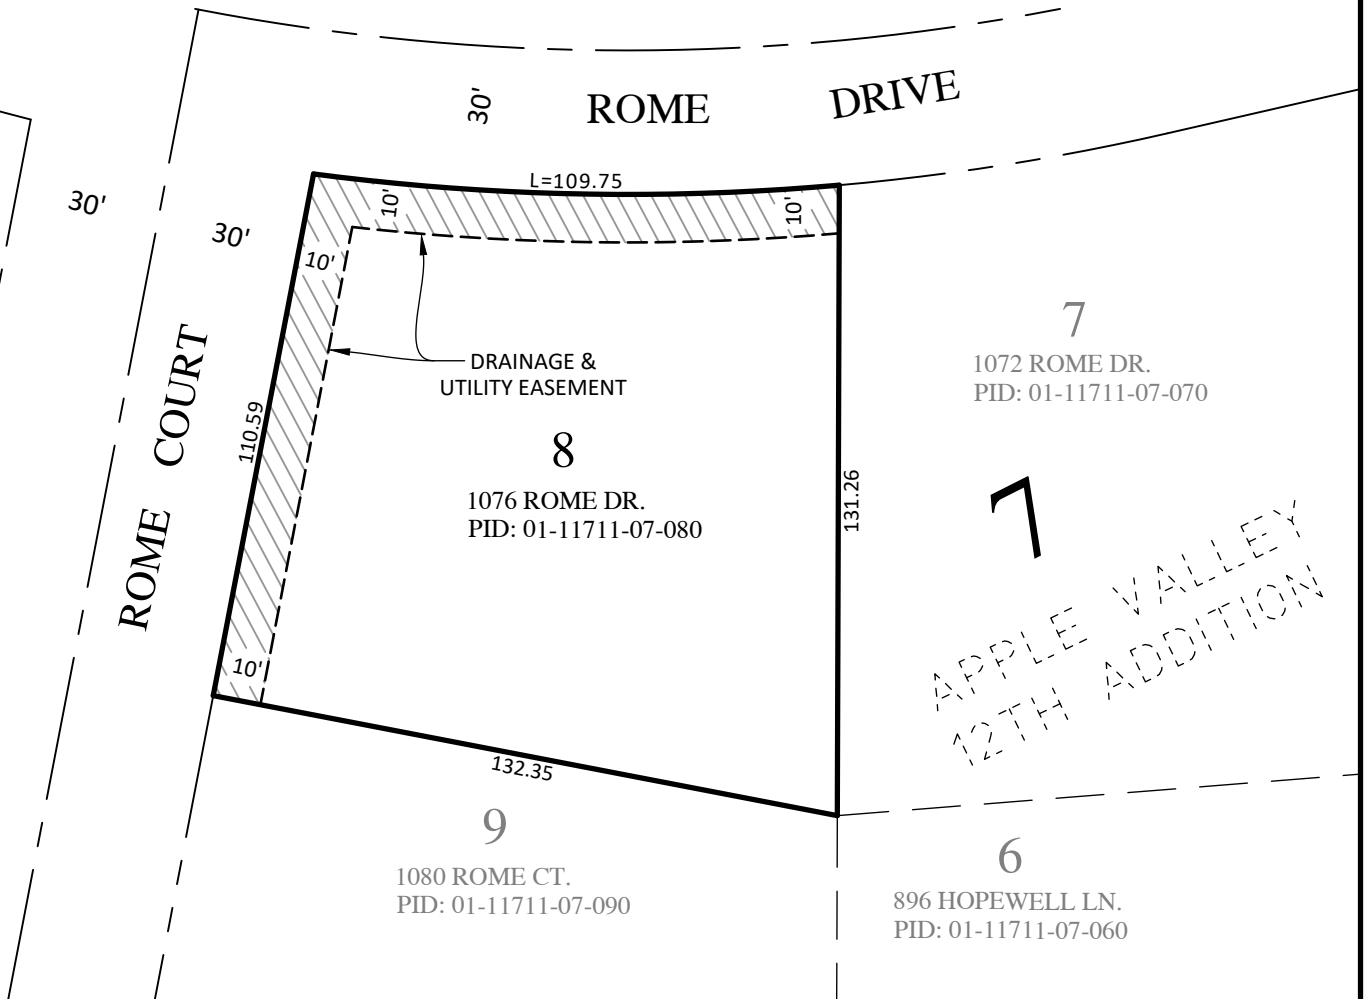 30'
ROME DRIVE
L=109.75
30'
30'
10'
10'
10'
ROME COURT
110.59
DRAINAGE &
UTILITY EASEMENT
8
1076 ROME DR.
PID: 01-11711-07-080
131.26
7
1072 ROME DR.
PID: 01-11711-07-070
7
APPLE VALLEY
12TH ADDITION
10'
132.35
9
1080 ROME CT.
PID: 01-11711-07-090
6
896 HOPEWELL LN.
PID: 01-11711-07-060